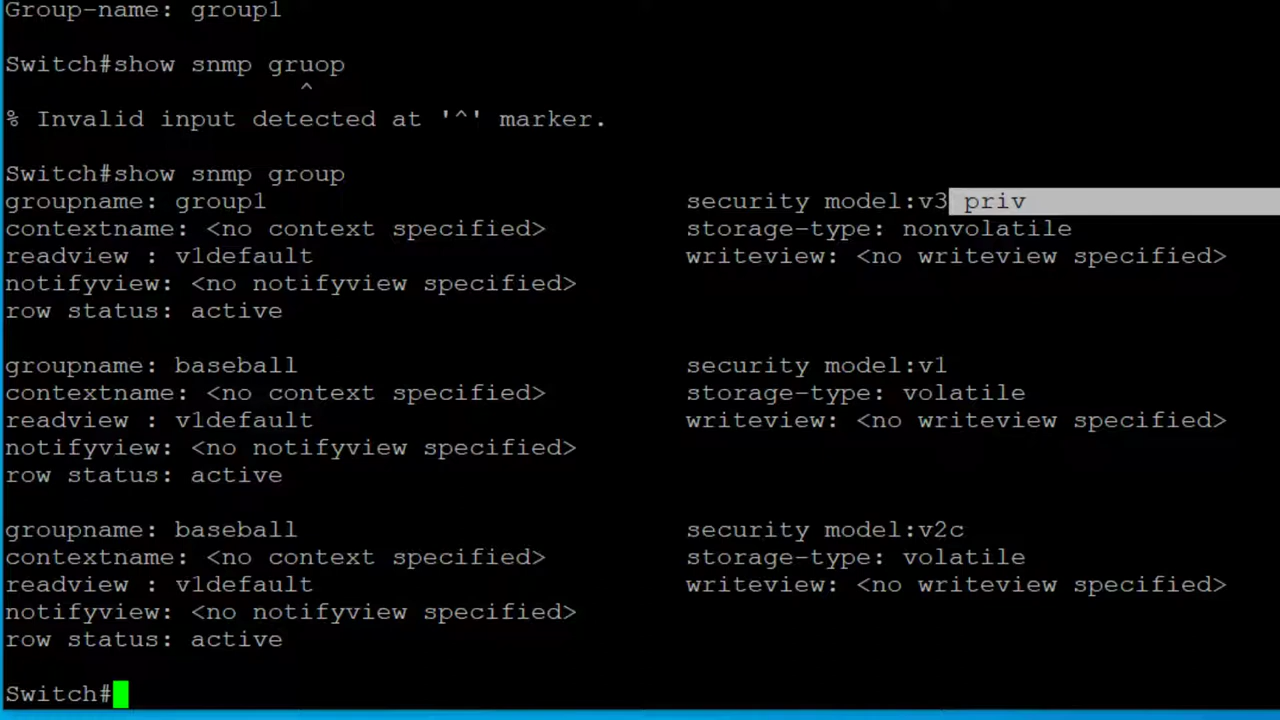 Group-name: group1
Switch#show snmp gruop
^
% Invalid input detected at '^' marker.
Switch#show snmp group
groupname: group1 security model:v3 priv
contextname: <no context specified> storage-type: nonvolatile
readview : v1default writeview: <no writeview specified>
notifyview: <no notifyview specified>
row status: active
groupname: baseball security model:v1
contextname: <no context specified> storage-type: volatile
readview : v1default writeview: <no writeview specified>
notifyview: <no notifyview specified>
row status: active
groupname: baseball security model:v2c
contextname: <no context specified> storage-type: volatile
readview : v1default writeview: <no writeview specified>
notifyview: <no notifyview specified>
row status: active
Switch#